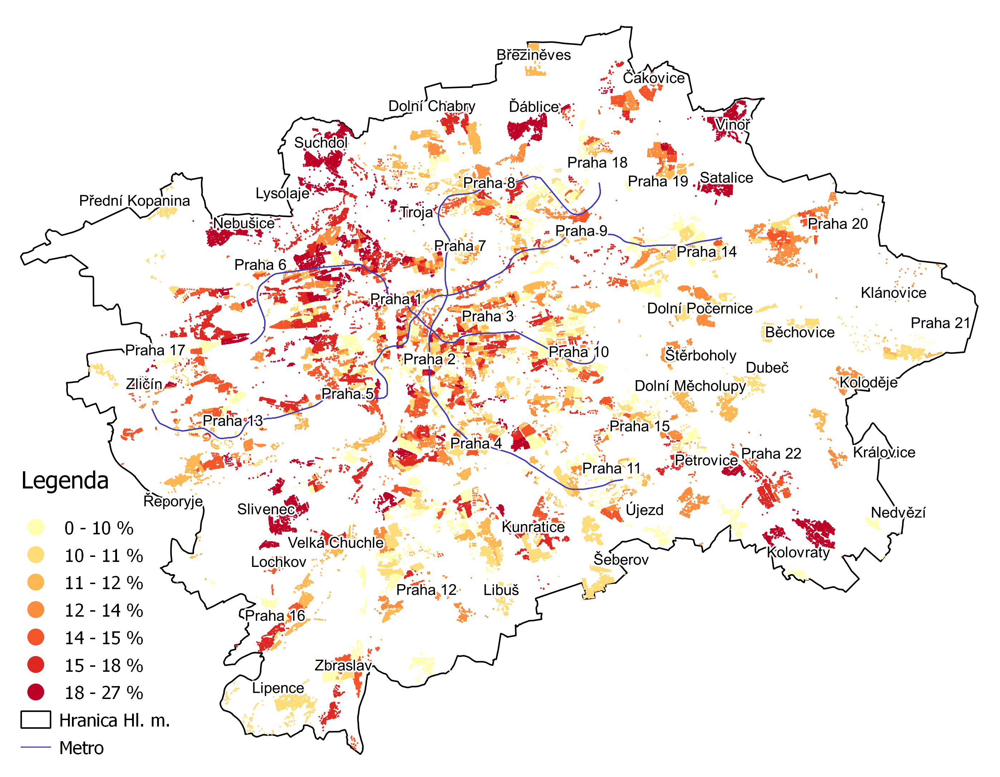 Březiněves
Čakovice
Dolní Chabry
Ďáblice
Vinoř
Suchdol
Praha 18
Praha 19
Satalice
Praha 8
Lysolaje
Přední Kopanina
Troja
Nebušice
Praha 20
Praha 9
Praha 7
Praha 14
Praha 6
Klánovice
Praha 1
Dolní Počernice
Praha 3
Praha 21
Běchovice
Praha 17
Praha 10
Štěrboholy
Praha 2
Dubeč
Zličín
Koloděje
Dolní Měcholupy
Praha 5
Praha 13
Praha 15
Praha 4
Královice
Praha 22
Petrovice
Praha 11
Legenda
Řeporyje
Slivenec
Újezd
Nedvězí
Kunratice
0 - 10 %
Velká Chuchle
Kolovraty
10 - 11 %
Lochkov
Šeberov
11 - 12 %
Praha 12
Libuš
12 - 14 %
Praha 16
14 - 15 %
15 - 18 %
Zbraslav
Lipence
18 - 27 %
Hranica Hl. m.
Metro